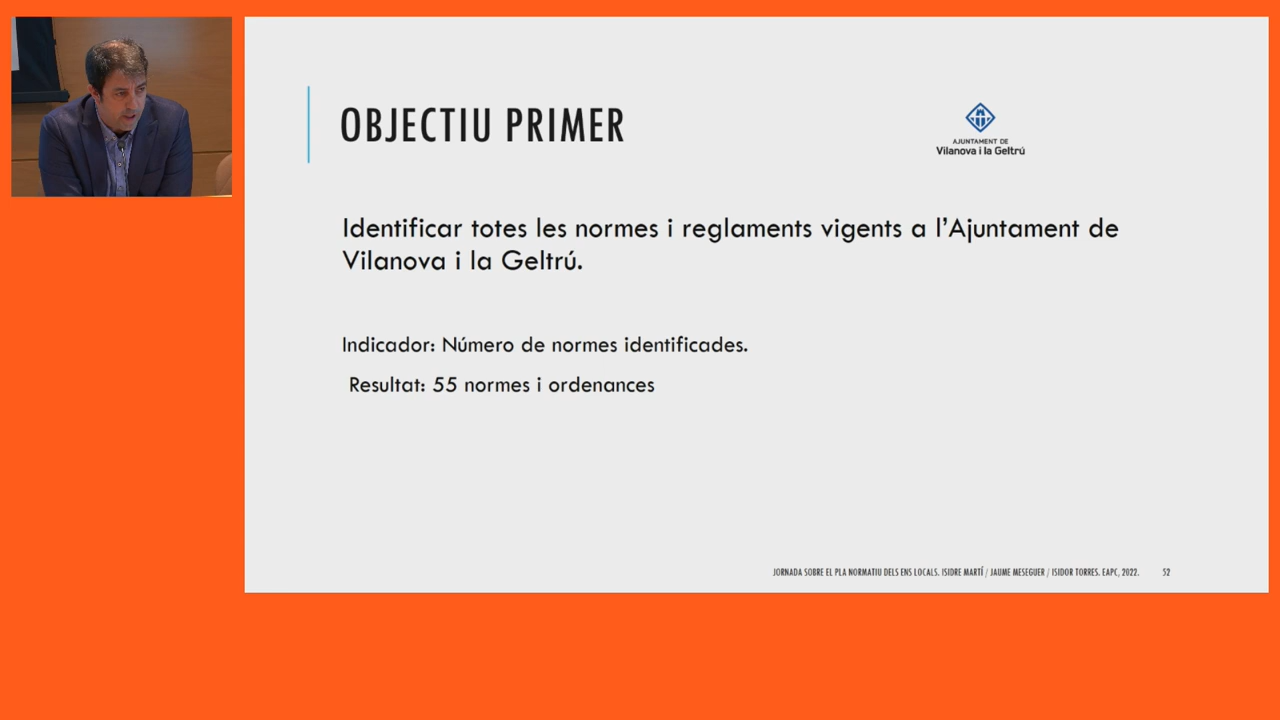 OBJECTIU PRIMER
AJUNTAMENT DE
Vilanova i la Geltrú
Identificar totes les normes i reglaments vigents a l'Ajuntament de
Vilanova i la Geltrú.
Indicador: Número de normes identificades.
Resultat: 55 normes i ordenances
JORNADA SOBRE EL PLA NORMATIU DELS ENS LOCALS. ISIDRE MARTÍ / JAUME MESEGUER / ISIDOR TORRES. EAPC, 2022. 52